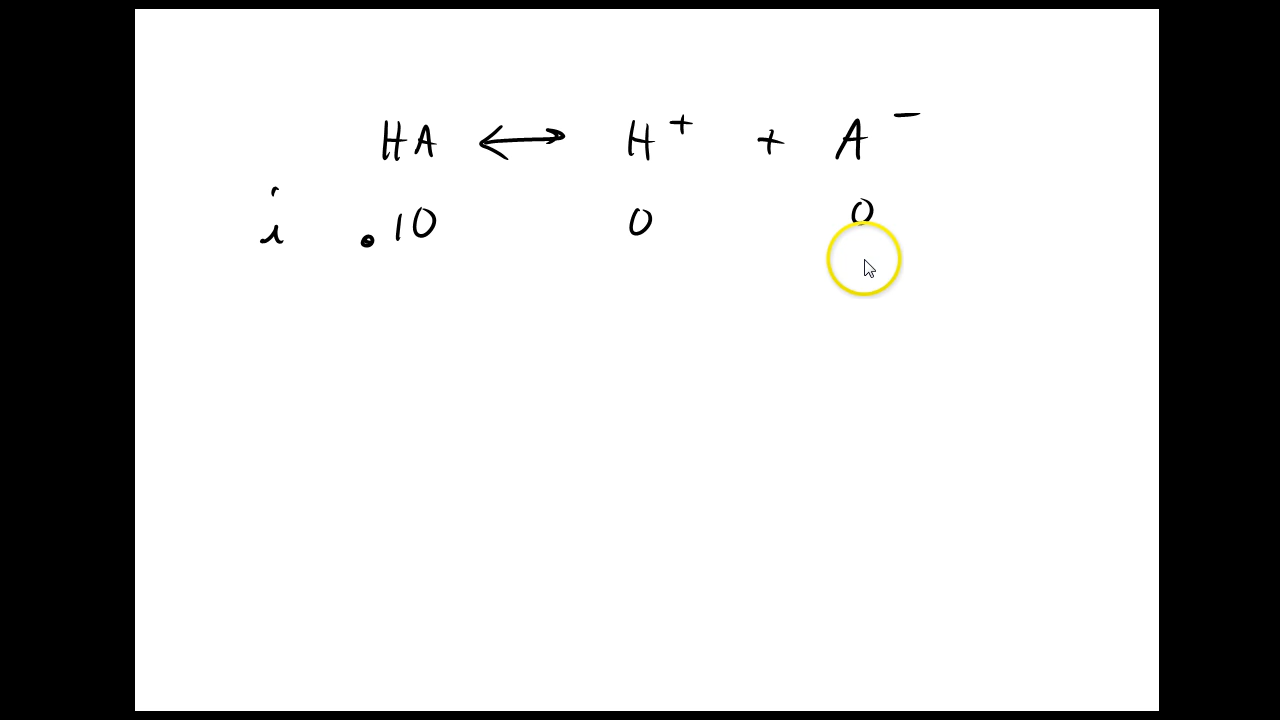 HA ⟷ H⁺ + A⁻
i .10 0 0